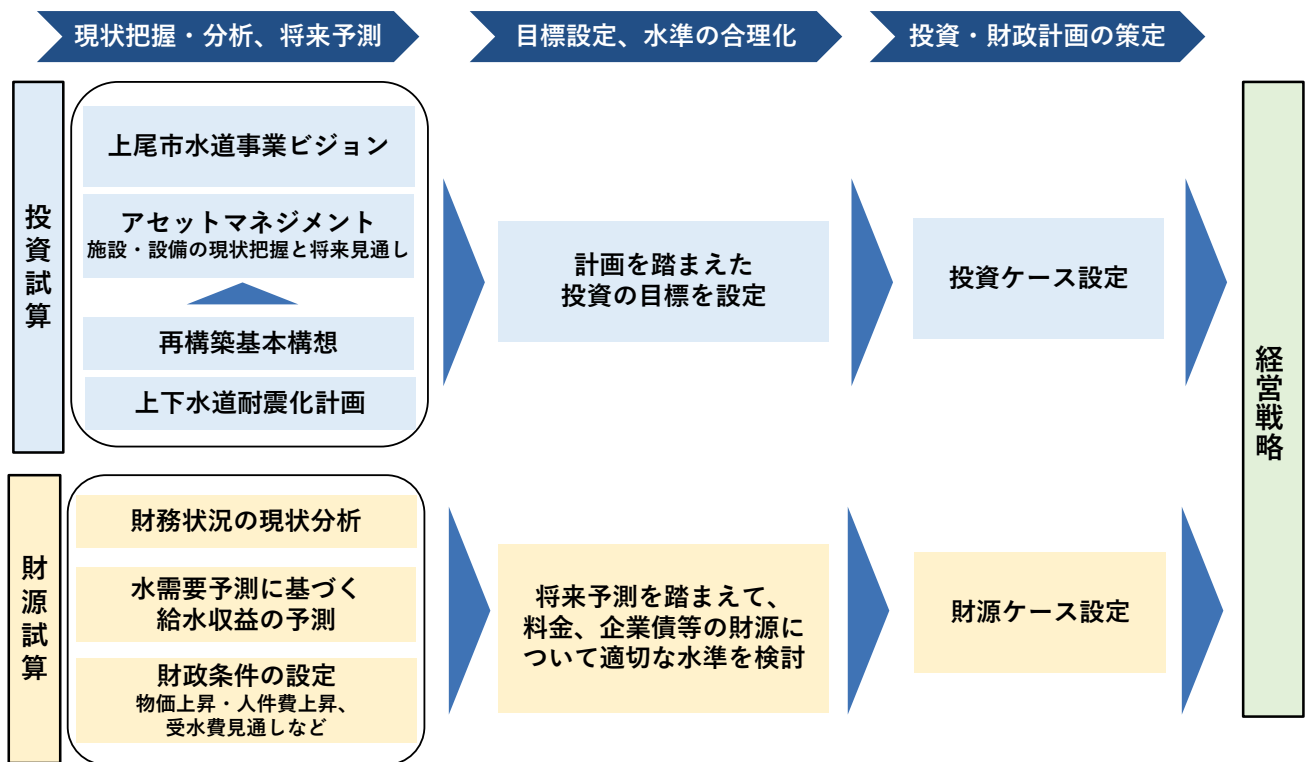 現状把握・分析、将来予測
目標設定、水準の合理化
投資・財政計画の策定
投資試算
上尾市水道事業ビジョン
アセットマネジメント
施設・設備の現状把握と将来見通し
再構築基本構想
上下水道耐震化計画
計画を踏まえた
投資の目標を設定
投資ケース設定
財源試算
財務状況の現状分析
水需要予測に基づく
給水収益の予測
財政条件の設定
物価上昇・人件費上昇、
受水費見通しなど
将来予測を踏まえて、
料金、企業債等の財源に
ついて適切な水準を検討
財源ケース設定
経営戦略